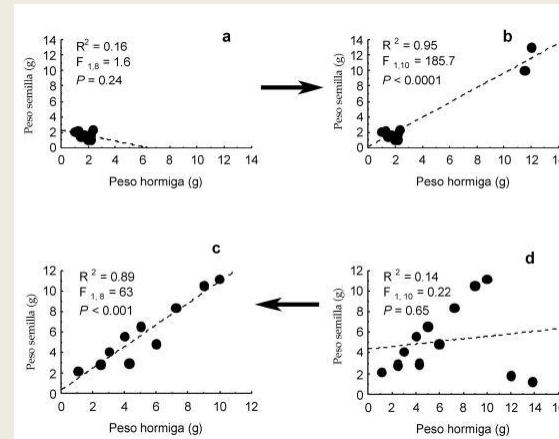 a
R² = 0.16
F 1,8 = 1.6
P = 0.24
Peso semilla (g)
14
12
10
8
6
4
2
0
0 2 4 6 8 10 12 14
Peso hormiga (g)
b
R² = 0.95
F 1,10 = 185.7
P < 0.0001
Peso semilla (g)
14
12
10
8
6
4
2
0
0 2 4 6 8 10 12 14
Peso hormiga (g)
c
R² = 0.89
F 1, 8 = 63
P < 0.001
Peso semilla (g)
12
10
8
6
4
2
0
0 2 4 6 8 10 12
Peso hormiga (g)
d
R² = 0.14
F 1, 10 = 0.22
P = 0.65
Peso semilla (g)
12
10
8
6
4
2
0
0 2 4 6 8 10 12 14 16
Peso hormiga (g)